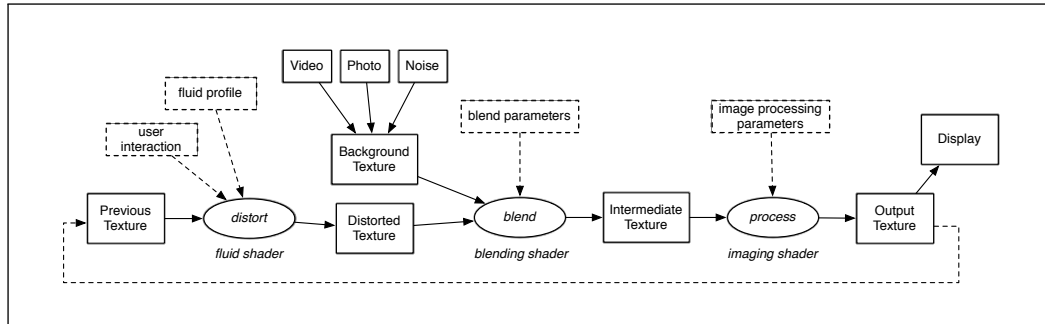 Video
Photo
Noise
fluid profile
user
interaction
blend parameters
image processing
parameters
Display
Background
Texture
Previous
Texture
distort
fluid shader
Distorted
Texture
blend
blending shader
Intermediate
Texture
process
imaging shader
Output
Texture